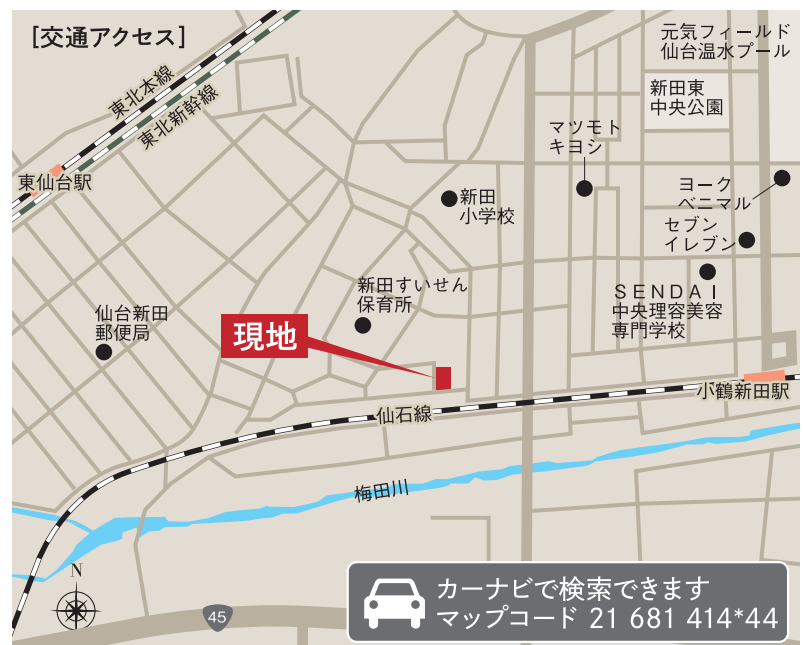 [交通アクセス]
元気フィールド
仙台温水プール
東北本線
東北新幹線
新田東
中央公園
マツモト
キヨシ
東仙台駅
ヨーク
ベニマル
新田
小学校
セブン
イレブン
新田すいせん
保育所
SENDAI
中央理容美容
専門学校
仙台新田
郵便局
現地
小鶴新田駅
仙石線
梅田川
N
45
カーナビで検索できます
マップコード 21 681 414*44